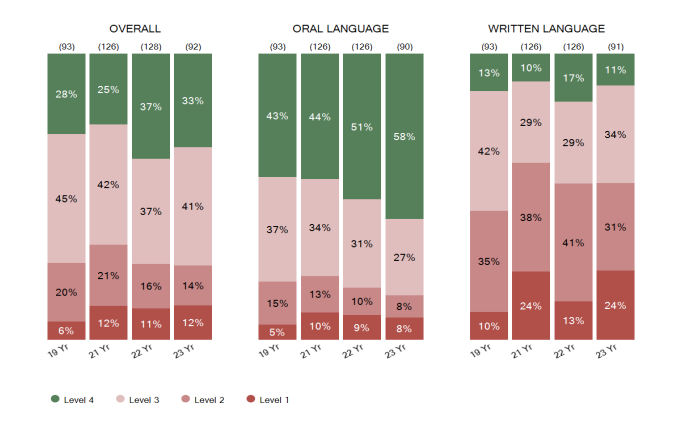 OVERALL ORAL LANGUAGE WRITTEN LANGUAGE
(93) (126) (128) (92) (93) (126) (126) (90) (93) (126) (126) (91)
28% 25% 37% 33% 43% 44% 51% 58% 13% 10% 17% 11%
45% 42% 37% 41% 37% 34% 31% 27% 42% 29% 29% 34%
20% 21% 16% 14% 15% 13% 10% 8% 35% 38% 41% 31%
6% 12% 11% 12% 5% 10% 9% 8% 10% 24% 13% 24%
19 Yr 21 Yr 22 Yr 23 Yr 19 Yr 21 Yr 22 Yr 23 Yr 19 Yr 21 Yr 22 Yr 23 Yr
Level 4 Level 3 Level 2 Level 1